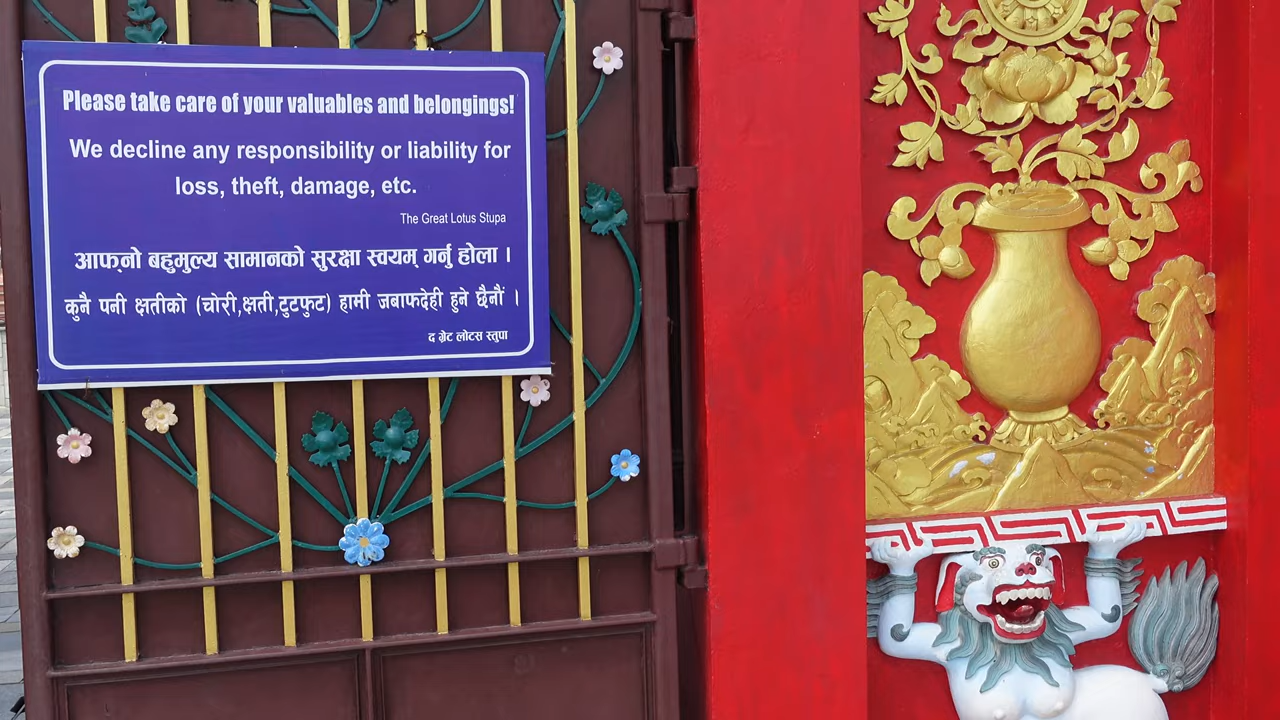 Please take care of your valuables and belongings!
We decline any responsibility or liability for
loss, theft, damage, etc.
The Great Lotus Stupa
आफ्नो बहुमुल्य सामानको सुरक्षा स्वयम् गर्नु होला ।
कुनै पनी क्षतीको (चोरी,क्षती,टुटफुट) हामी जबाफदेही हुने छैनौं ।
द ग्रेट लोटस स्तुपा